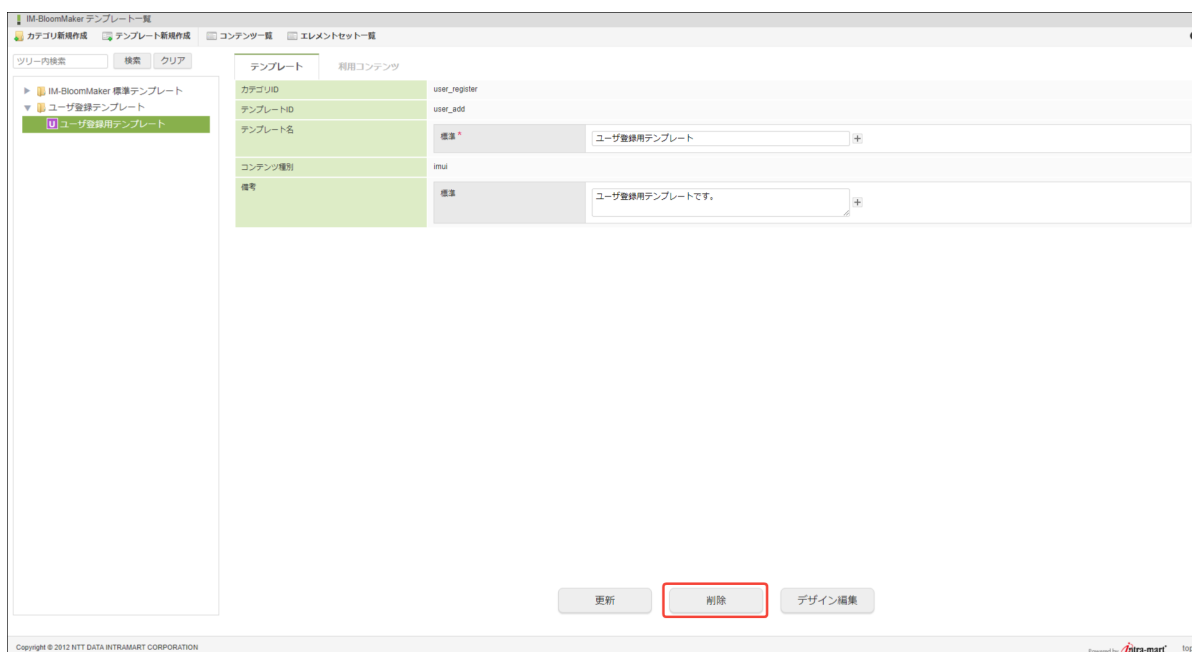 IM-BloomMaker テンプレート一覧
カテゴリ新規作成 テンプレート新規作成 コンテンツ一覧 エレメントセット一覧
ツリー内検索 検索 クリア
テンプレート 利用コンテンツ
IM-BloomMaker 標準テンプレート
ユーザ登録テンプレート
U ユーザ登録用テンプレート
カテゴリID user_register
テンプレートID user_add
テンプレート名 標準 * ユーザ登録用テンプレート
コンテンツ種別 imui
備考 標準 ユーザ登録用テンプレートです。
更新 削除 デザイン編集
Copyright © 2012 NTT DATA INTRAMART CORPORATION
Powered by intra-mart top